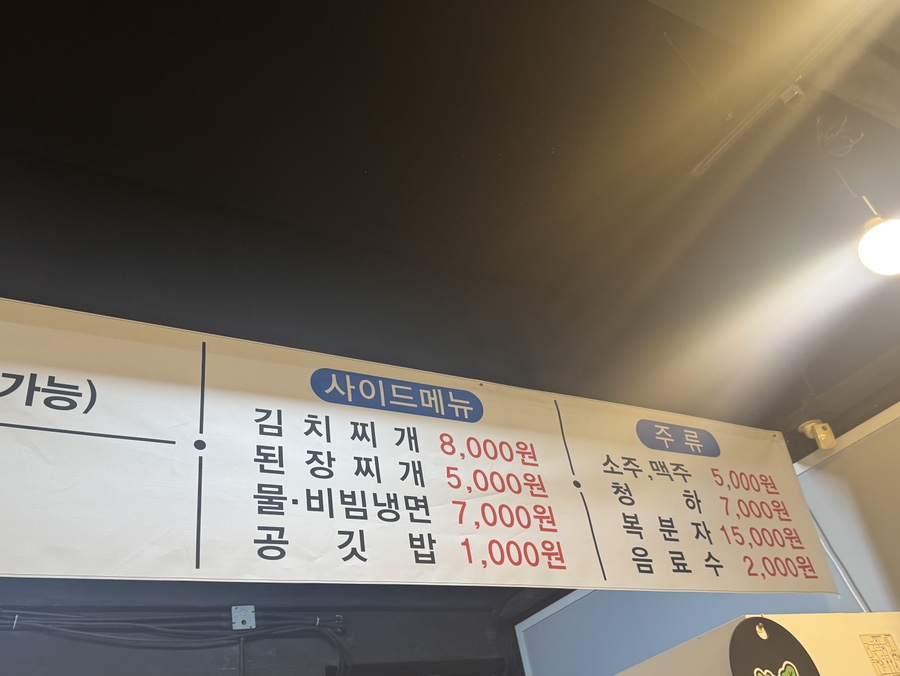 가능)
사이드메뉴
김치찌개 8,000원
된장찌개 5,000원
물·비빔냉면 7,000원
공깃밥 1,000원
주류
소주,맥주 5,000원
청하 7,000원
복분자 15,000원
음료수 2,000원